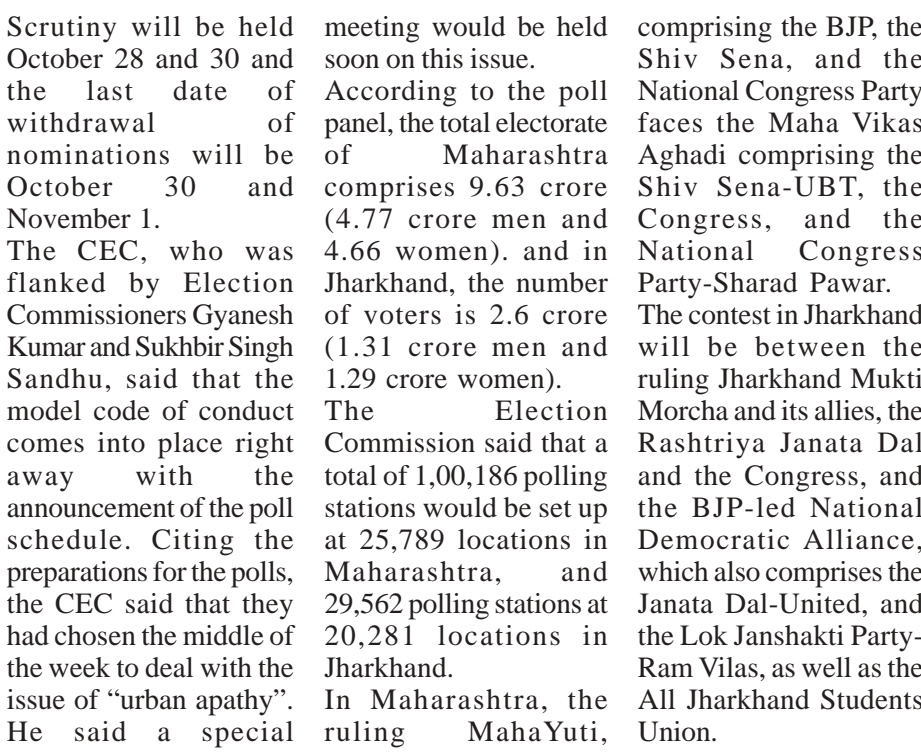 Scrutiny will be held
October 28 and 30 and
the last date of
withdrawal of
nominations will be
October 30 and
November 1.
The CEC, who was
flanked by Election
Commissioners Gyanesh
Kumar and Sukhbir Singh
Sandhu, said that the
model code of conduct
comes into place right
away with the
announcement of the poll
schedule. Citing the
preparations for the polls,
the CEC said that they
had chosen the middle of
the week to deal with the
issue of “urban apathy”.
He said a special
meeting would be held
soon on this issue.
According to the poll
panel, the total electorate
of Maharashtra
comprises 9.63 crore
(4.77 crore men and
4.66 women). and in
Jharkhand, the number
of voters is 2.6 crore
(1.31 crore men and
1.29 crore women).
The Election
Commission said that a
total of 1,00,186 polling
stations would be set up
at 25,789 locations in
Maharashtra, and
29,562 polling stations at
20,281 locations in
Jharkhand.
In Maharashtra, the
ruling MahaYuti,
comprising the BJP, the
Shiv Sena, and the
National Congress Party
faces the Maha Vikas
Aghadi comprising the
Shiv Sena-UBT, the
Congress, and the
National Congress
Party-Sharad Pawar.
The contest in Jharkhand
will be between the
ruling Jharkhand Mukti
Morcha and its allies, the
Rashtriya Janata Dal
and the Congress, and
the BJP-led National
Democratic Alliance,
which also comprises the
Janata Dal-United, and
the Lok Janshakti Party-
Ram Vilas, as well as the
All Jharkhand Students
Union.